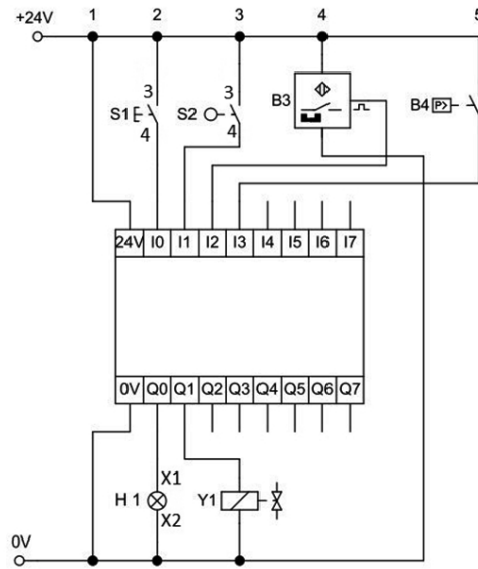 1 2 3 4 5
+24V
3 3
S1 S2 B3 B4 P>
4 4
24V I0 I1 I2 I3 I4 I5 I6 I7
0V Q0 Q1 Q2 Q3 Q4 Q5 Q6 Q7
X1
H 1 Y1
X2
0V